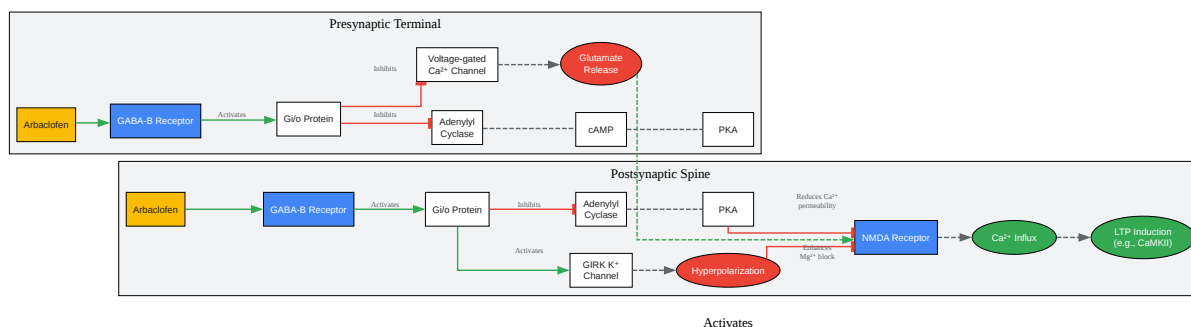 Presynaptic Terminal
Voltage-gated
Ca²⁺ Channel
Glutamate
Release
Inhibits
Arbaclofen
GABA-B Receptor
Activates
Gi/o Protein
Inhibits
Adenylyl
Cyclase
cAMP
PKA
Postsynaptic Spine
Arbaclofen
GABA-B Receptor
Activates
Gi/o Protein
Inhibits
Adenylyl
Cyclase
PKA
Reduces Ca²⁺
permeability
NMDA Receptor
Ca²⁺ Influx
LTP Induction
(e.g., CaMKII)
Activates
GIRK K⁺
Channel
Hyperpolarization
Enhances
Mg²⁺ block
Activates